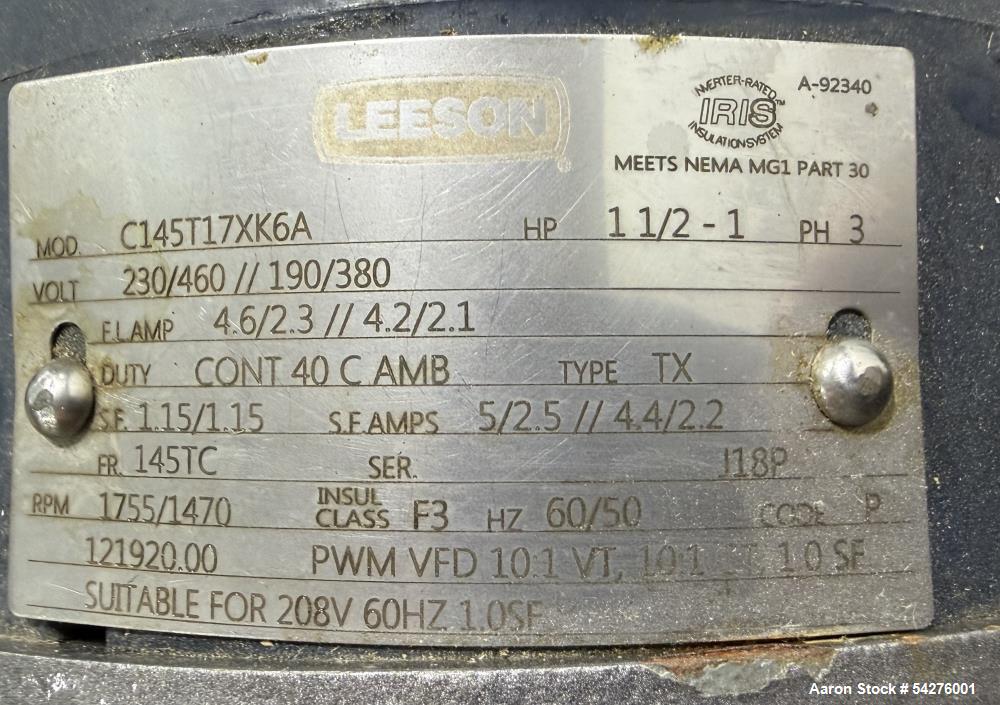 LEESON
INVERTER-RATED
IRIS™
INSULATION SYSTEM
A-92340
MEETS NEMA MG1 PART 30
MOD. C145T17XK6A HP 1 1/2 - 1 PH 3
VOLT 230/460 // 190/380
F.L.AMP 4.6/2.3 // 4.2/2.1
DUTY CONT 40 C AMB TYPE TX
S.F. 1.15/1.15 S.F.AMPS 5/2.5 // 4.4/2.2
FR. 145TC SER. J18P
RPM 1755/1470 INSUL CLASS F3 HZ 60/50 CODE P
121920.00 PWM VFD 10:1 VT, 10:1 CT, 1.0 SF
SUITABLE FOR 208V 60HZ 1.0SF
Aaron Stock # 54276001